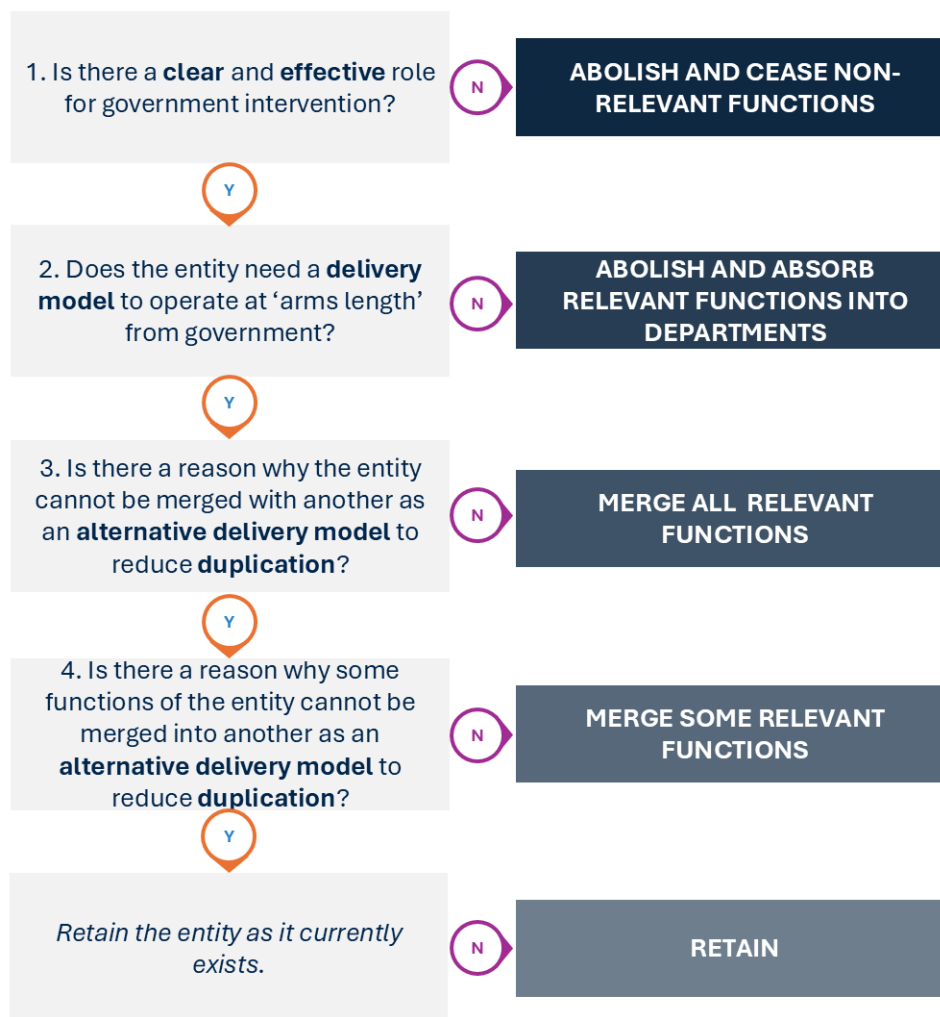 1. Is there a clear and effective role
for government intervention?
N
ABOLISH AND CEASE NON-
RELEVANT FUNCTIONS
Y
2. Does the entity need a delivery
model to operate at ‘arms length’
from government?
N
ABOLISH AND ABSORB
RELEVANT FUNCTIONS INTO
DEPARTMENTS
Y
3. Is there a reason why the entity
cannot be merged with another as
an alternative delivery model to
reduce duplication?
N
MERGE ALL RELEVANT
FUNCTIONS
Y
4. Is there a reason why some
functions of the entity cannot be
merged into another as an
alternative delivery model to
reduce duplication?
N
MERGE SOME RELEVANT
FUNCTIONS
Y
Retain the entity as it currently
exists.
N
RETAIN